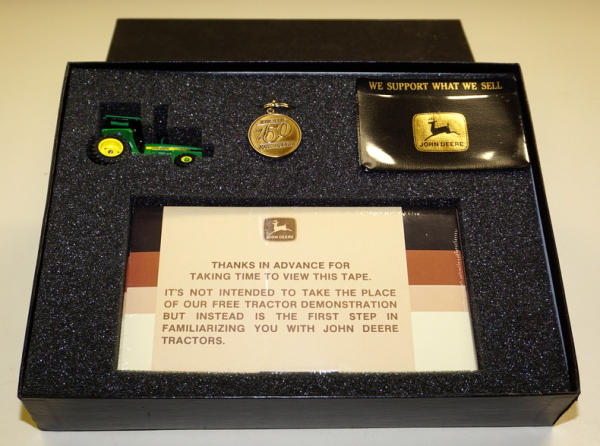 WE SUPPORT WHAT WE SELL
150
JOHN DEERE
JOHN DEERE
THANKS IN ADVANCE FOR
TAKING TIME TO VIEW THIS TAPE.
IT'S NOT INTENDED TO TAKE THE PLACE
OF OUR FREE TRACTOR DEMONSTRATION
BUT INSTEAD IS THE FIRST STEP IN
FAMILIARIZING YOU WITH JOHN DEERE
TRACTORS.